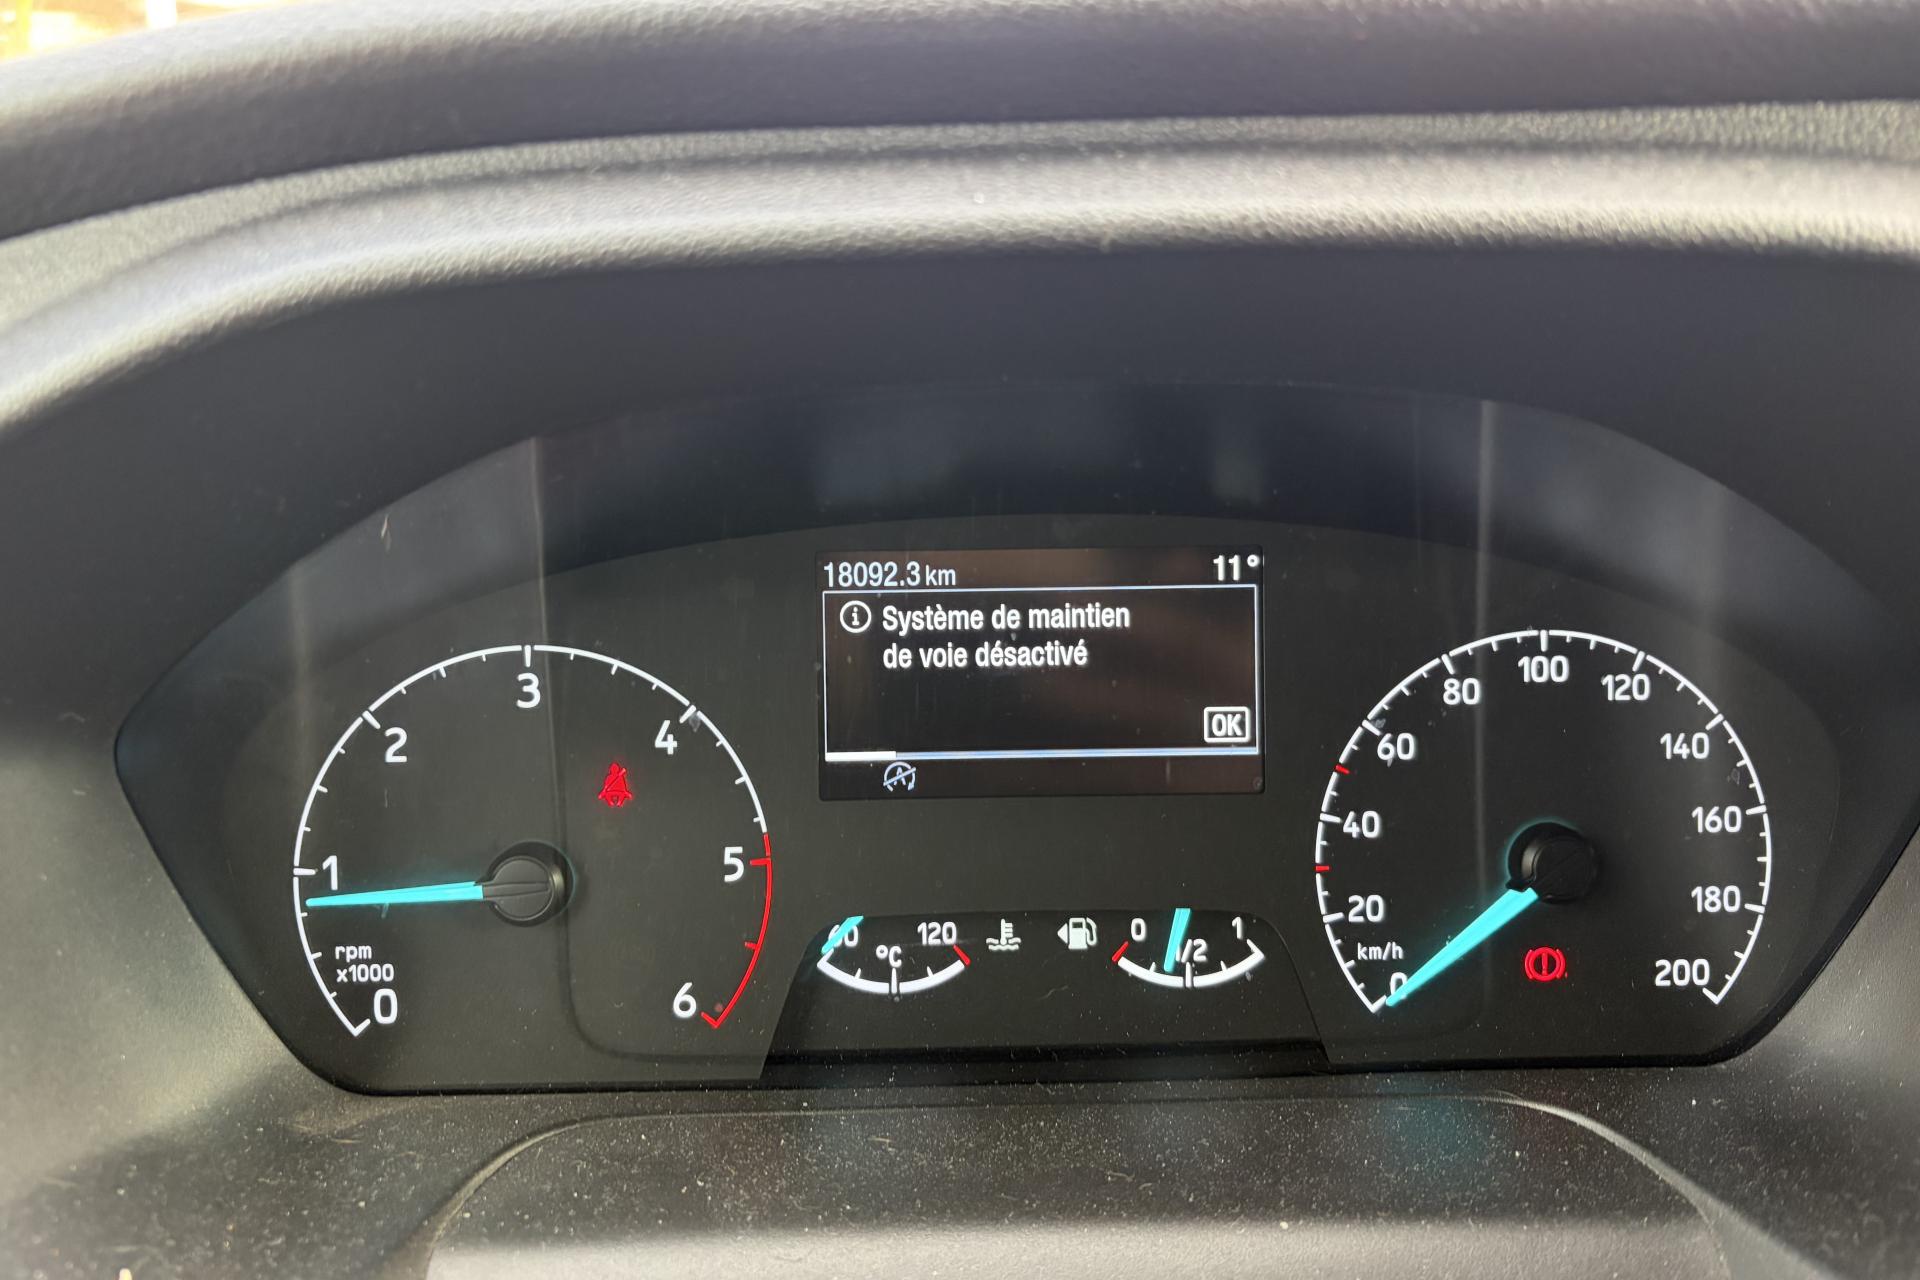 18092.3 km 11°
i Système de maintien
de voie désactivé
OK
A
0 1 2 3 4 5 6
rpm
x1000
60 120
°C
0 1/2 1
0 20 40 60 80 100 120 140 160 180 200
km/h